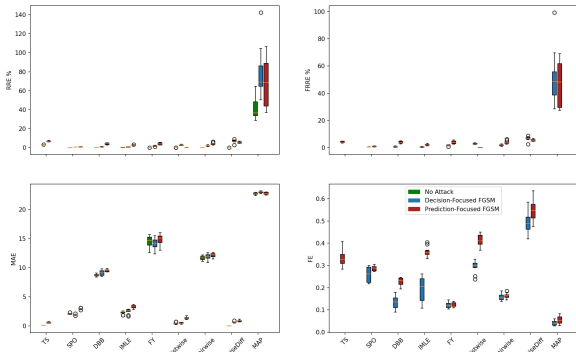 RRE %
140
120
100
80
60
40
20
0
FRRE %
100
80
60
40
20
0
MAE
20
15
10
5
0
TS
SPO
DBB
IMLE
FY
MAP
FE
0.6
0.5
0.4
0.3
0.2
0.1
0.0
No Attack
Decision-Focused FGSM
Prediction-Focused FGSM
TS
SPO
DBB
IMLE
FY
MAP